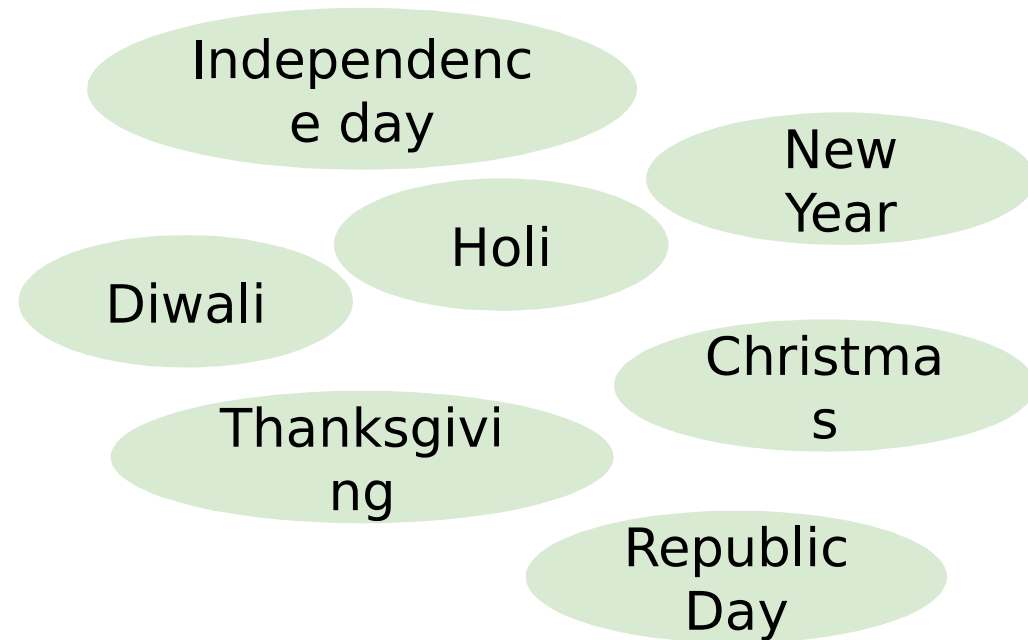 Independenc
e day
New
Year
Holi
Diwali
Christma
s
Thanksgivi
ng
Republic
Day